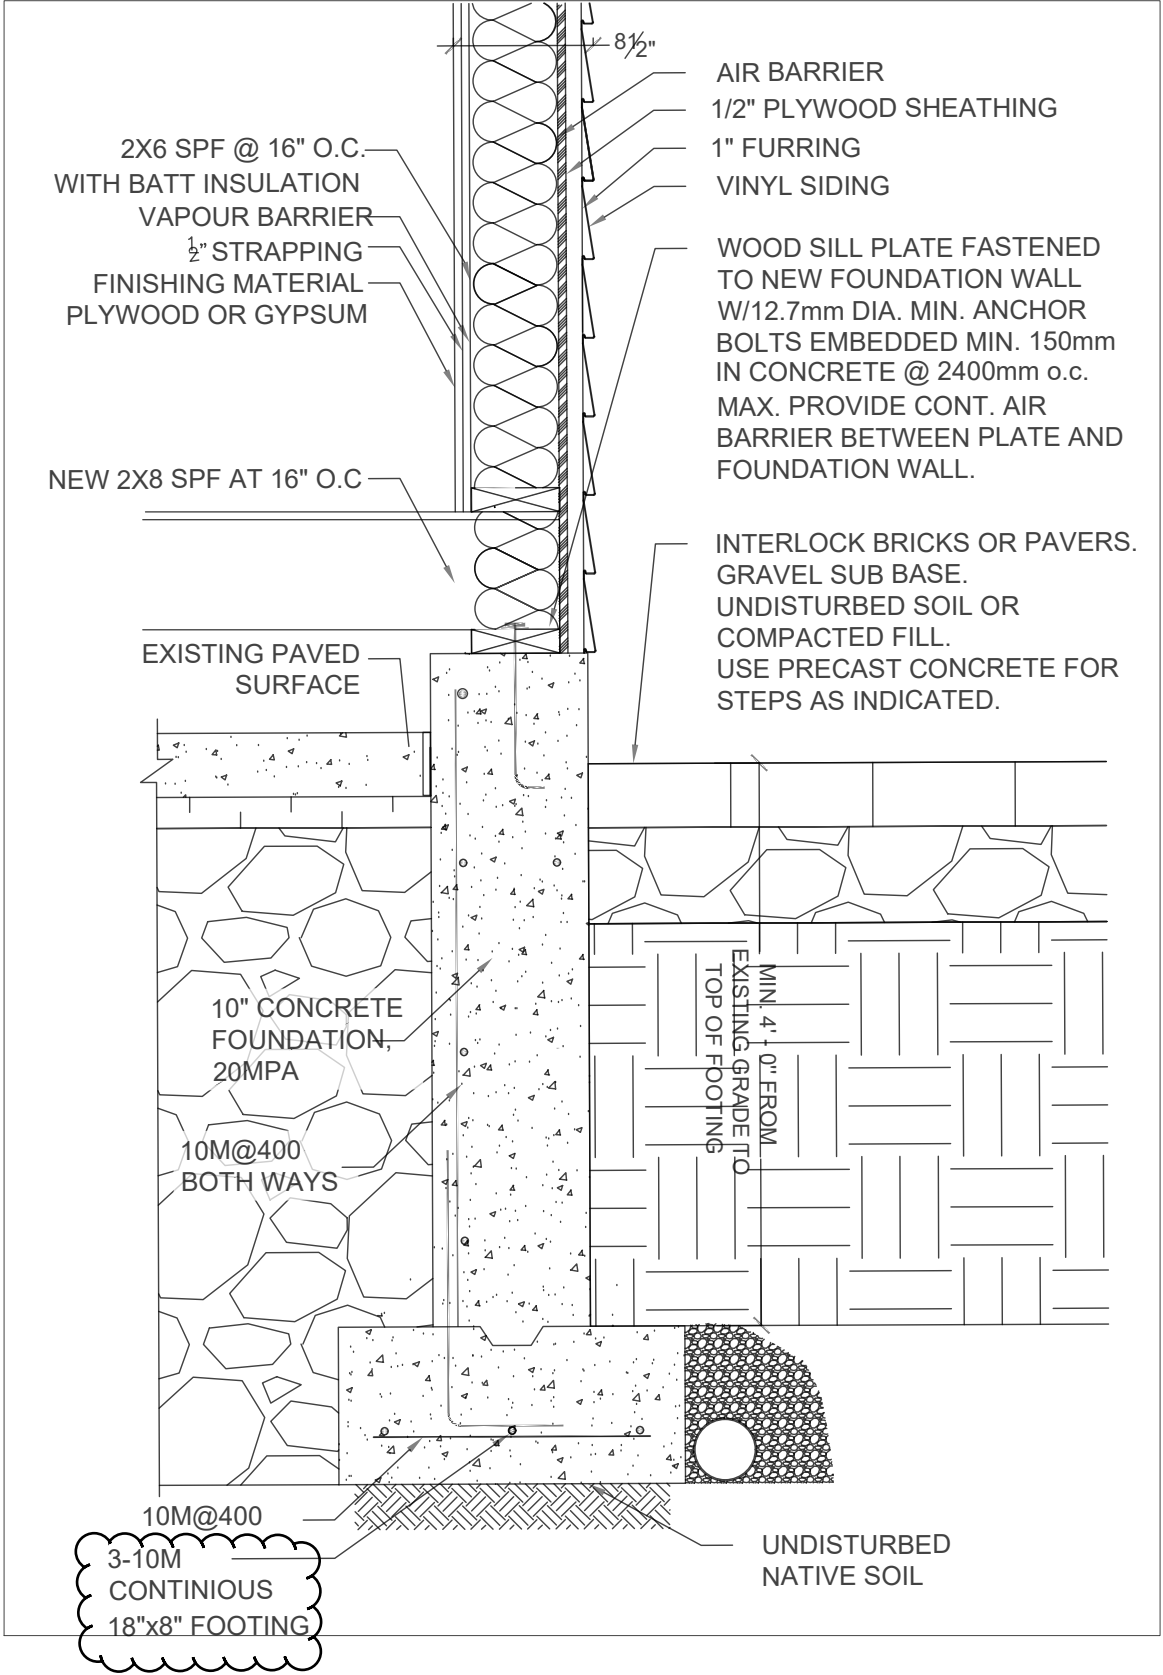 8½"
AIR BARRIER
1/2" PLYWOOD SHEATHING
1" FURRING
VINYL SIDING
2X6 SPF @ 16" O.C.
WITH BATT INSULATION
VAPOUR BARRIER
½" STRAPPING
FINISHING MATERIAL
PLYWOOD OR GYPSUM
WOOD SILL PLATE FASTENED
TO NEW FOUNDATION WALL
W/12.7mm DIA. MIN. ANCHOR
BOLTS EMBEDDED MIN. 150mm
IN CONCRETE @ 2400mm o.c.
MAX. PROVIDE CONT. AIR
BARRIER BETWEEN PLATE AND
FOUNDATION WALL.
NEW 2X8 SPF AT 16" O.C
INTERLOCK BRICKS OR PAVERS.
GRAVEL SUB BASE.
UNDISTURBED SOIL OR
COMPACTED FILL.
USE PRECAST CONCRETE FOR
STEPS AS INDICATED.
EXISTING PAVED
SURFACE
MIN. 4' - 0" FROM
EXISTING GRADE TO
TOP OF FOOTING
10" CONCRETE
FOUNDATION,
20MPA
10M@400
BOTH WAYS
10M@400
3-10M
CONTINIOUS
18"x8" FOOTING
UNDISTURBED
NATIVE SOIL